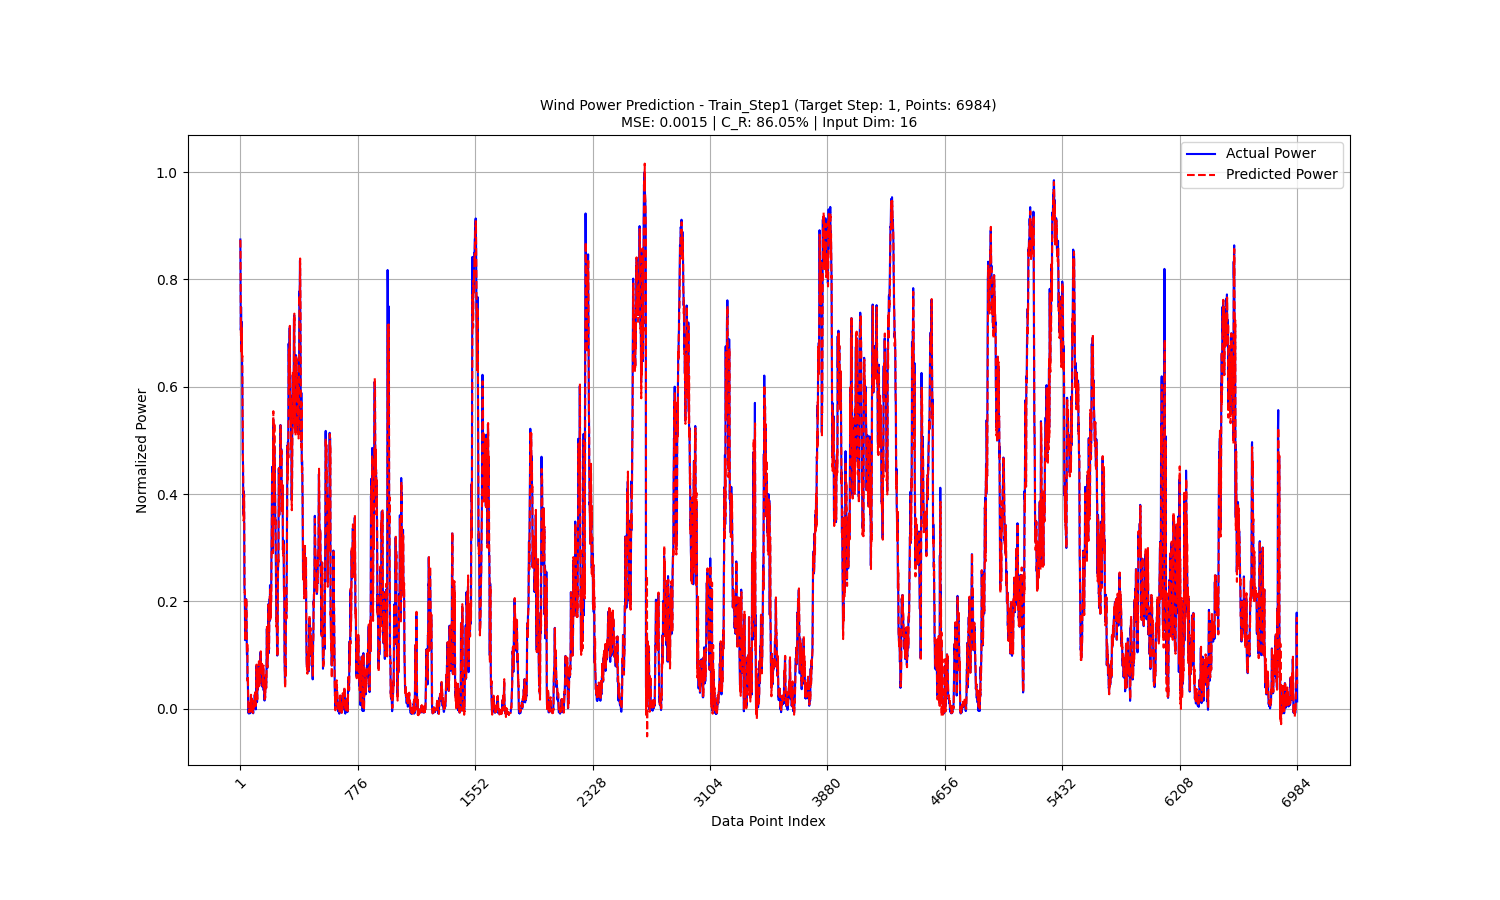 Wind Power Prediction - Train_Step1 (Target Step: 1, Points: 6984)
MSE: 0.0015 | C_R: 86.05% | Input Dim: 16
Actual Power
Predicted Power
Normalized Power
1.0
0.8
0.6
0.4
0.2
0.0
1
776
1552
2328
3104
3880
4656
5432
6208
6984
Data Point Index